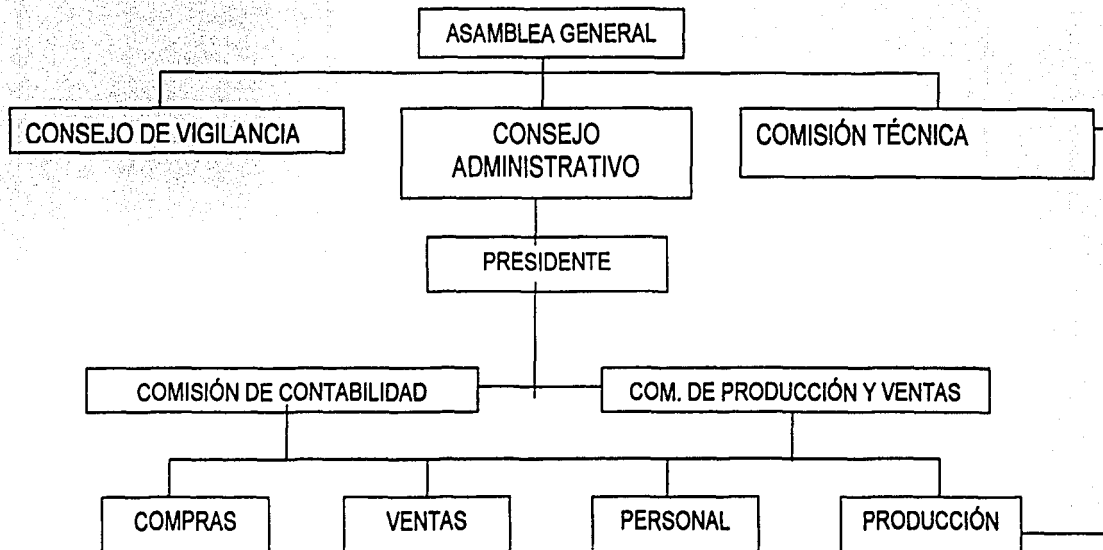 ASAMBLEA GENERAL
CONSEJO DE VIGILANCIA
CONSEJO
ADMINISTRATIVO
COMISIÓN TÉCNICA
PRESIDENTE
COMISIÓN DE CONTABILIDAD
COM. DE PRODUCCIÓN Y VENTAS
COMPRAS
VENTAS
PERSONAL
PRODUCCIÓN